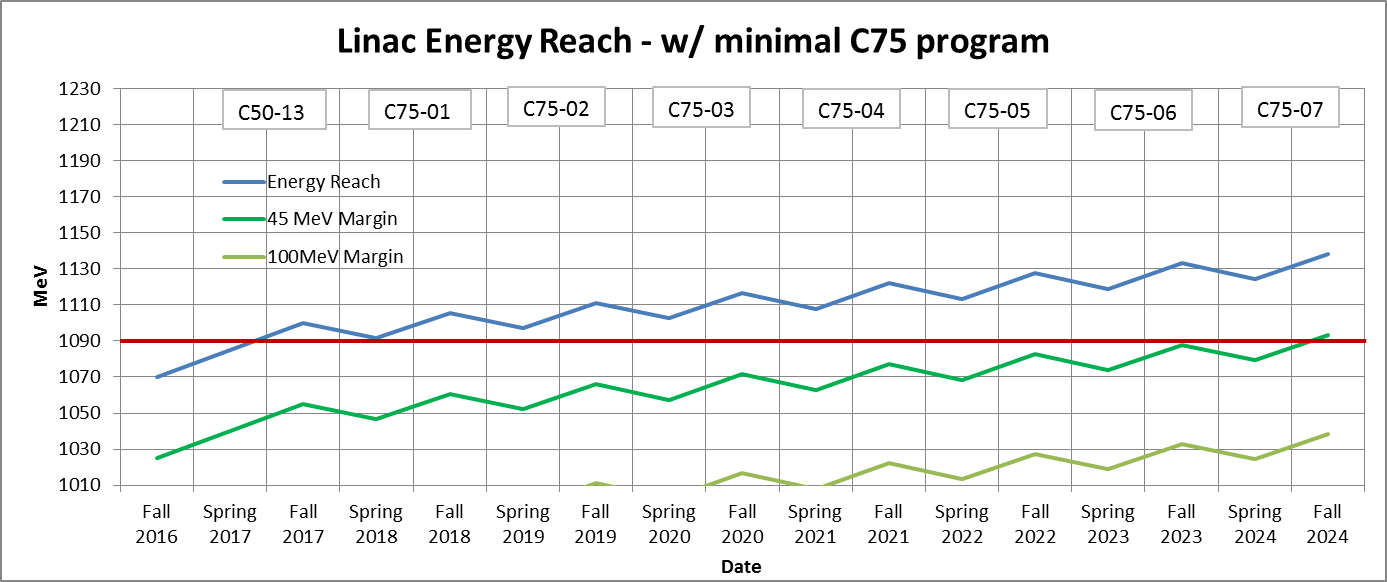 Linac Energy Reach - w/ minimal C75 program
1230
1210
1190
1170
1150
1130
1110
1090
1070
1050
1030
1010
MeV
C50-13
C75-01
C75-02
C75-03
C75-04
C75-05
C75-06
C75-07
Energy Reach
45 MeV Margin
100MeV Margin
Fall
2016
Spring
2017
Fall
2017
Spring
2018
Fall
2018
Spring
2019
Fall
2019
Spring
2020
Fall
2020
Spring
2021
Fall
2021
Spring
2022
Fall
2022
Spring
2023
Fall
2023
Spring
2024
Fall
2024
Date